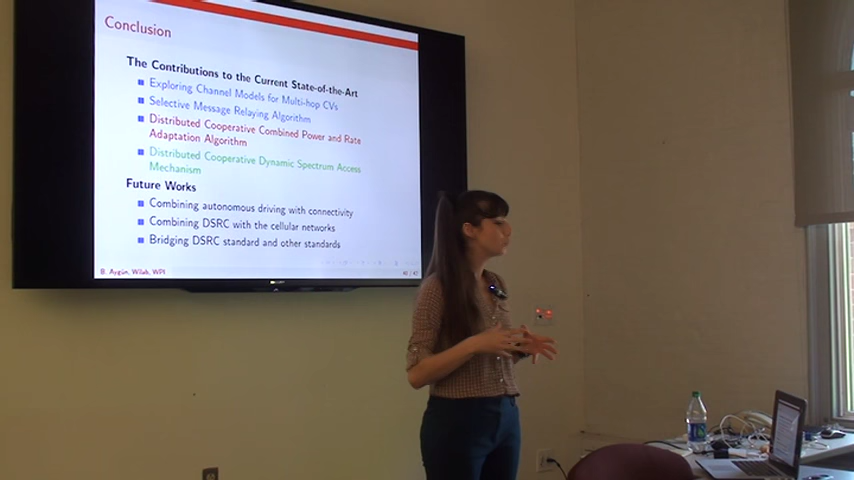 Conclusion
The Contributions to the Current State-of-the-Art
Exploring Channel Models for Multi-hop CVs
Selective Message Relaying Algorithm
Distributed Cooperative Combined Power and Rate
Adaptation Algorithm
Distributed Cooperative Dynamic Spectrum Access
Mechanism
Future Works
Combining autonomous driving with connectivity
Combining DSRC with the cellular networks
Bridging DSRC standard and other standards
B. Aygün, Wilab, WPI